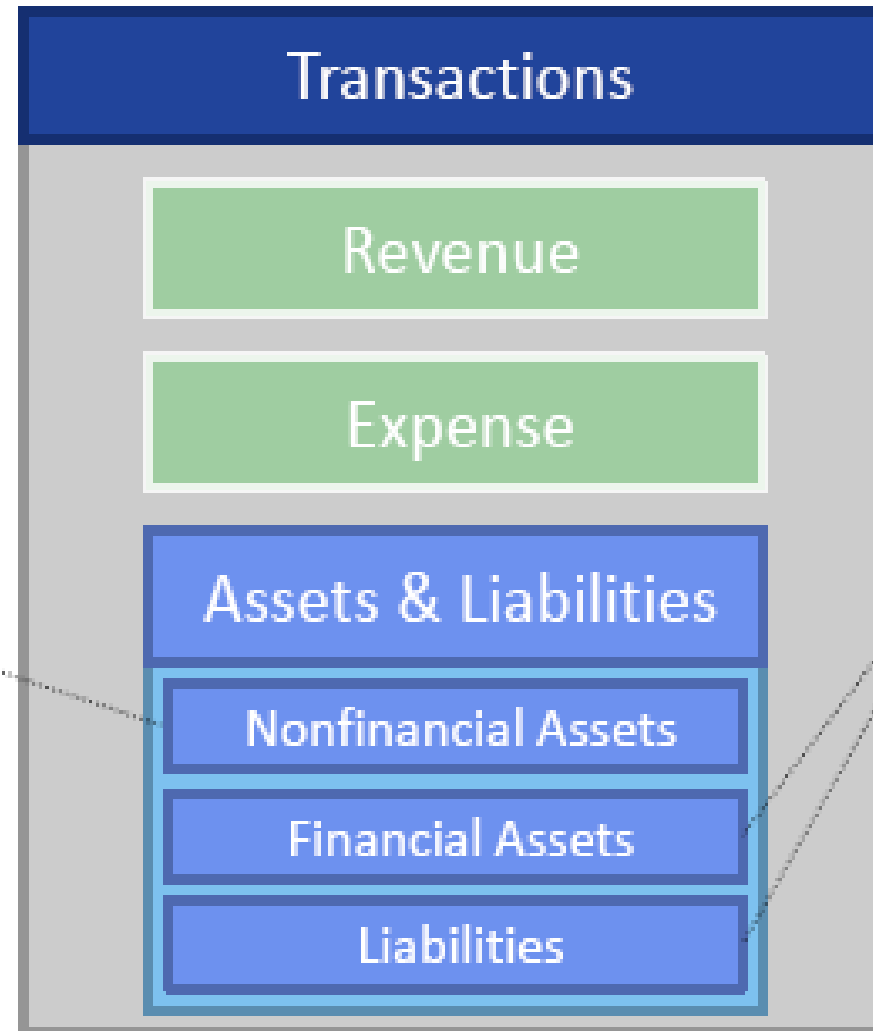 Transactions
Revenue
Expense
Assets & Liabilities
Nonfinancial Assets
Financial Assets
Liabilities